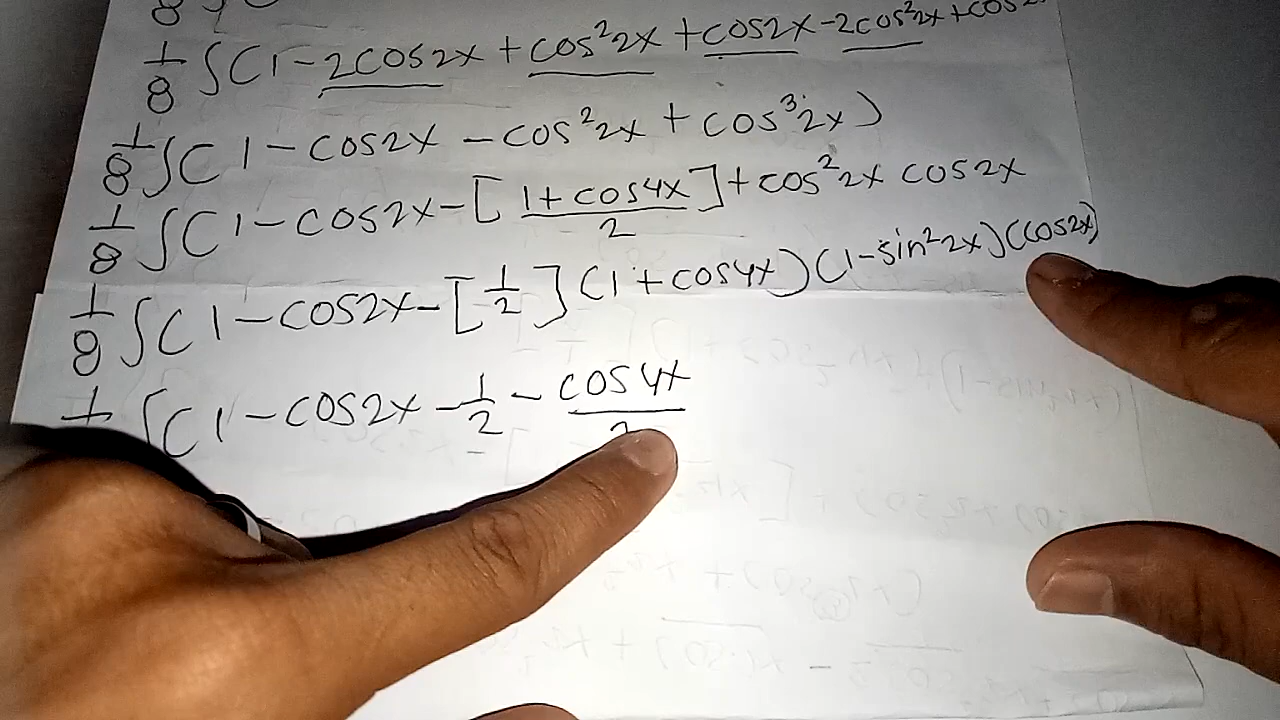 1/8 ∫(1-2cos2x + cos²2x + cos2x - 2cos²2x + cos
1/8 ∫(1-cos2x - cos²2x + cos³2x)
1/8 ∫(1-cos2x - [1+cos4x/2] + cos²2x cos2x
1/8 ∫(1-cos2x - [1/2] (1+cos4x)(1-sin²2x)(cos2x)
∫(1-cos2x - 1/2 - cos4x